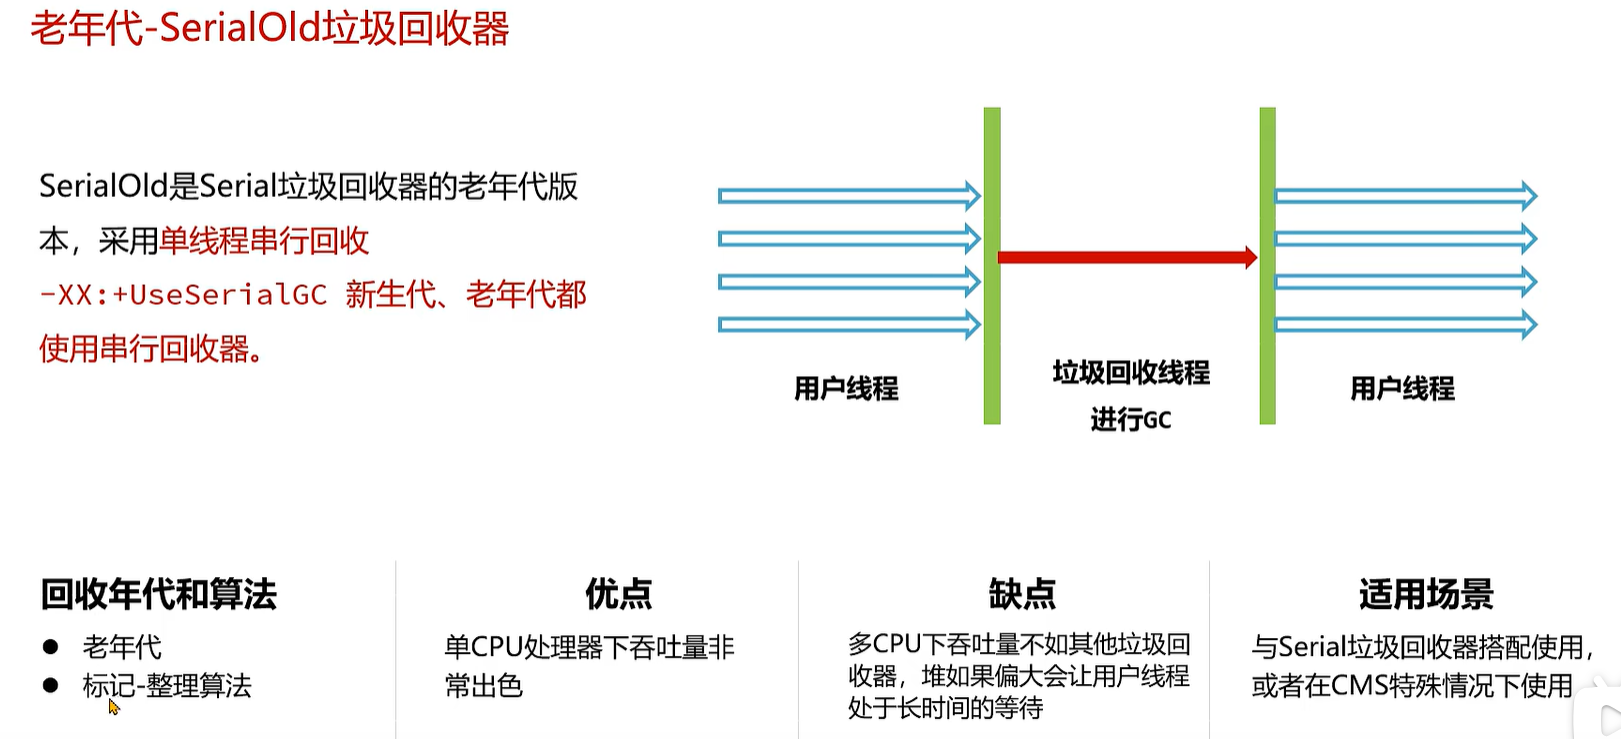 老年代-SerialOld垃圾回收器
SerialOld是Serial垃圾回收器的老年代版
本，采用单线程串行回收
-XX:+UseSerialGC 新生代、老年代都
使用串行回收器。
用户线程
垃圾回收线程
进行GC
用户线程
回收年代和算法
● 老年代
● 标记-整理算法
优点
单CPU处理器下吞吐量非
常出色
缺点
多CPU下吞吐量不如其他垃圾回
收器，堆如果偏大会让用户线程
处于长时间的等待
适用场景
与Serial垃圾回收器搭配使用，
或者在CMS特殊情况下使用